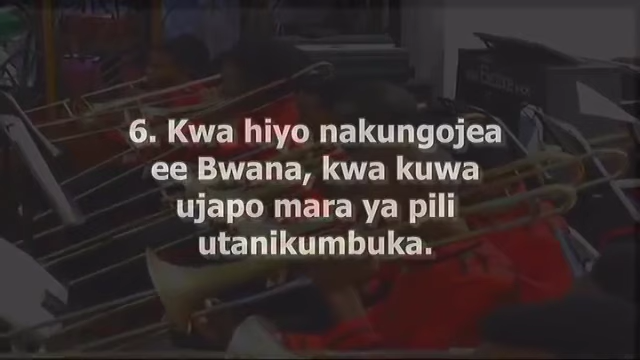 6. Kwa hiyo nakungojea
ee Bwana, kwa kuwa
ujapo mara ya pili
utanikumbuka.